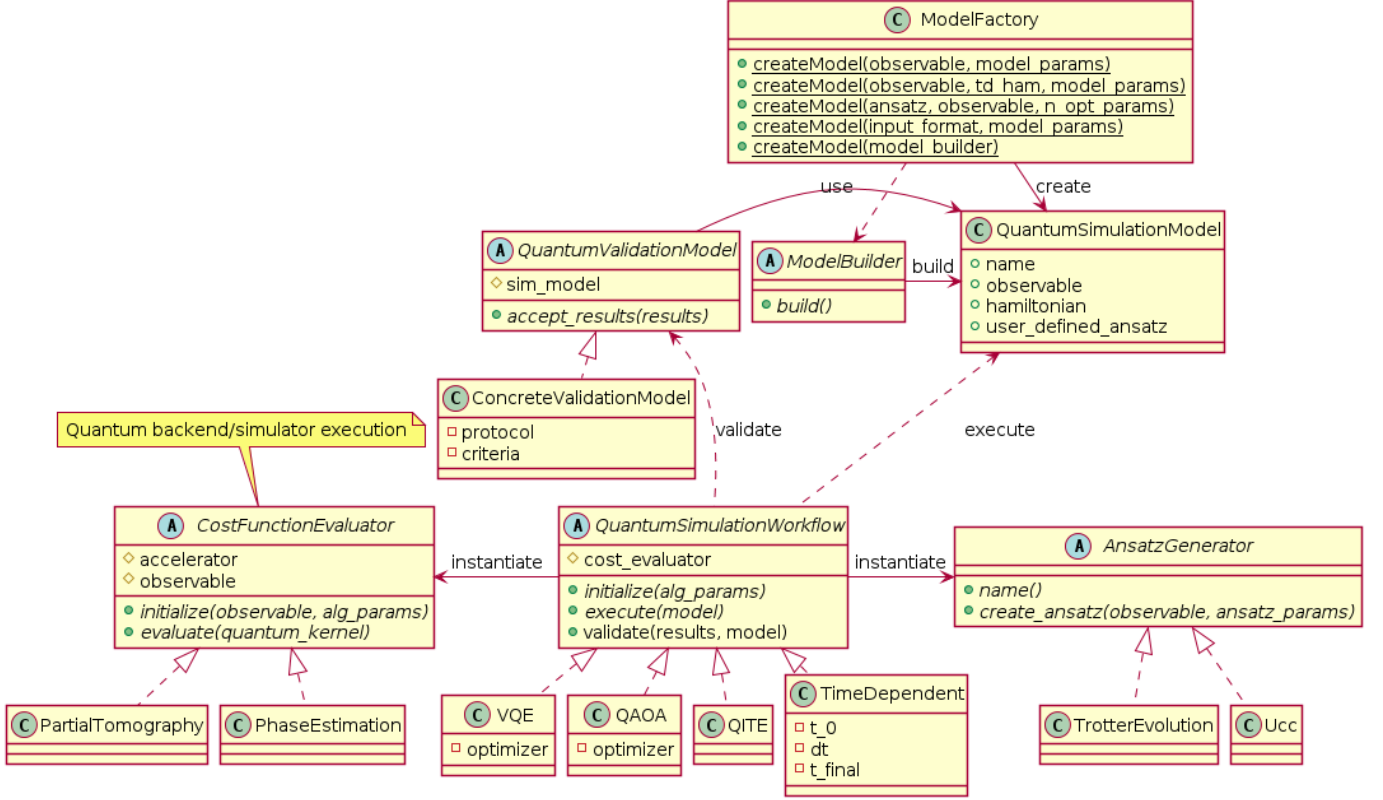 C ModelFactory
createModel(observable, model_params)
createModel(observable, td_ham, model_params)
createModel(ansatz, observable, n_opt_params)
createModel(input_format, model_params)
createModel(model_builder)
use
create
A QuantumValidationModel
sim_model
accept_results(results)
A ModelBuilder
build()
build
C QuantumSimulationModel
name
observable
hamiltonian
user_defined_ansatz
C ConcreteValidationModel
protocol
criteria
validate
execute
Quantum backend/simulator execution
A CostFunctionEvaluator
accelerator
observable
initialize(observable, alg_params)
evaluate(quantum_kernel)
instantiate
A QuantumSimulationWorkflow
cost_evaluator
initialize(alg_params)
execute(model)
validate(results, model)
instantiate
A AnsatzGenerator
name()
create_ansatz(observable, ansatz_params)
C PartialTomography
C PhaseEstimation
C VQE
optimizer
C QAOA
optimizer
C QITE
C TimeDependent
t_0
dt
t_final
C TrotterEvolution
C Ucc